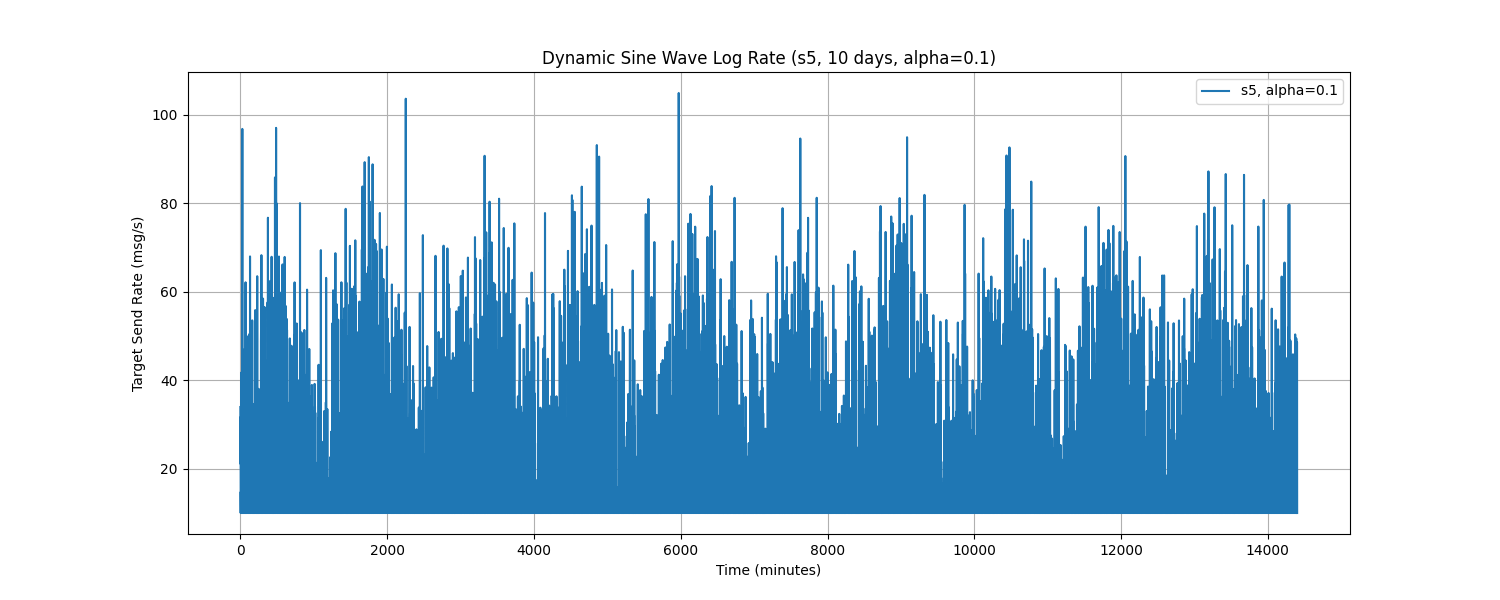 Dynamic Sine Wave Log Rate (s5, 10 days, alpha=0.1)
s5, alpha=0.1
Target Send Rate (msg/s)
100
80
60
40
20
0 2000 4000 6000 8000 10000 12000 14000
Time (minutes)